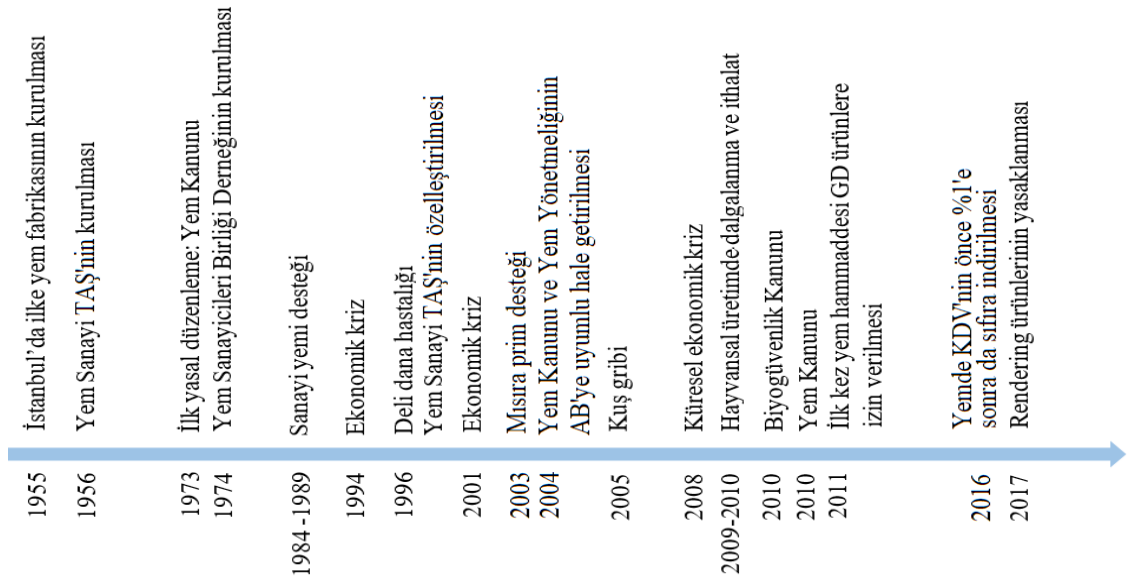 1955 İstanbul’da ilke yem fabrikasının kurulması
1956 Yem Sanayi TAŞ'nin kurulması
1973 İlk yasal düzenleme: Yem Kanunu
1974 Yem Sanayicileri Birliği Derneğinin kurulması
1984 -1989 Sanayi yemi desteği
1994 Ekonomik kriz
1996 Deli dana hastalığı
Yem Sanayi TAŞ'nin özelleştirilmesi
2001 Ekonomik kriz
2003 Mısıra prim desteği
2004 Yem Kanunu ve Yem Yönetmeliğinin
AB'ye uyumlu hale getirilmesi
2005 Kuş gribi
2008 Küresel ekonomik kriz
2009-2010 Hayvansal üretimde dalgalanma ve ithalat
2010 Biyogüvenlik Kanunu
2010 Yem Kanunu
2011 İlk kez yem hammaddesi GD ürünlere
izin verilmesi
2016 Yemde KDV'nin önce %1'e
sonra da sıfıra indirilmesi
2017 Rendering ürünlerinin yasaklanması